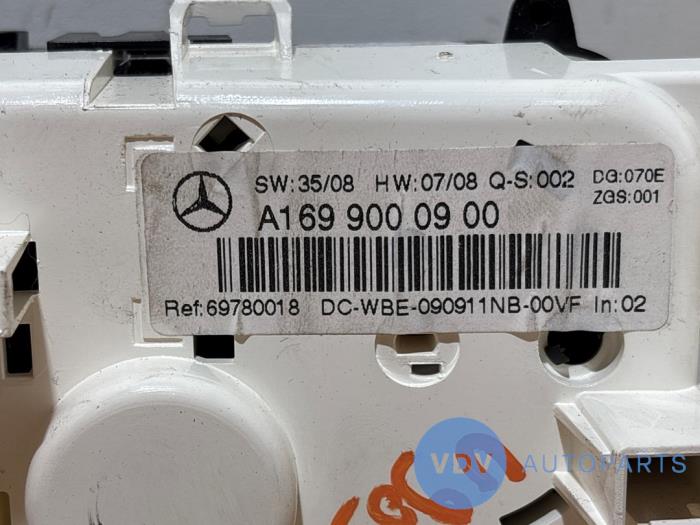 SW:35/08 HW:07/08 Q-S:002 DG:070E
ZGS:001
A169 900 09 00
Ref:69780018 DC-WBE-090911NB-00VF In:02
VDV AUTOPARTS